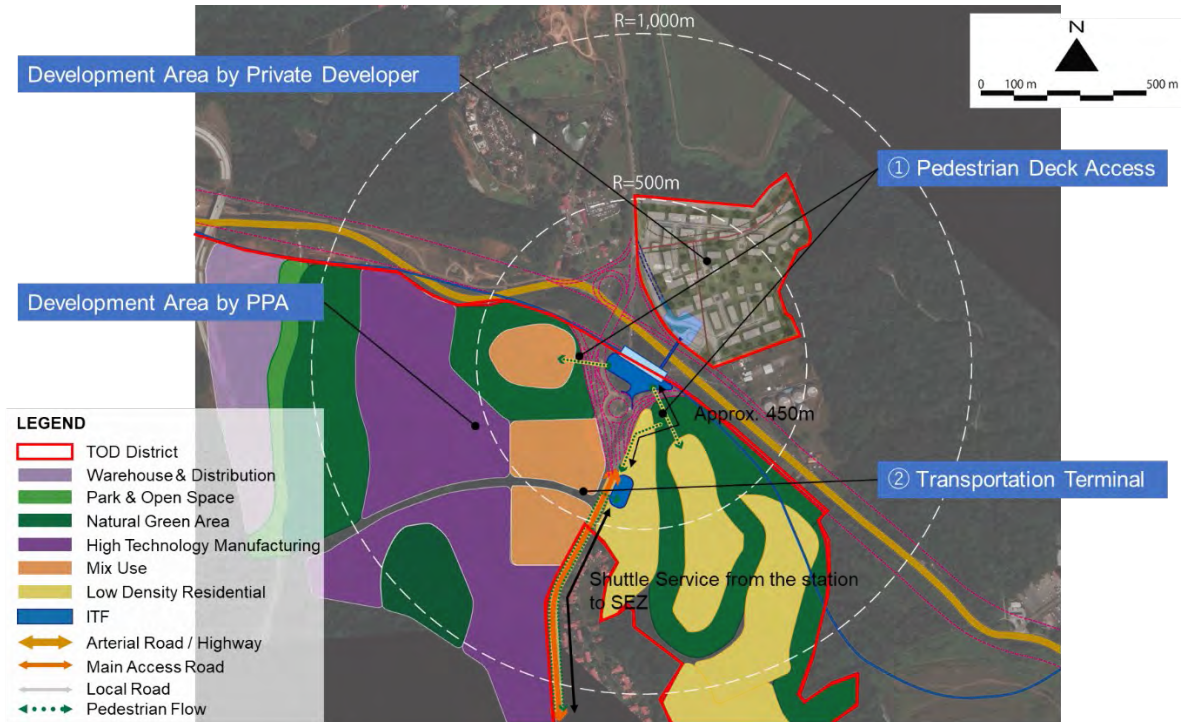 R=1,000m
N
0 100 m 500 m
Development Area by Private Developer
① Pedestrian Deck Access
R=500m
Development Area by PPA
Approx. 450m
② Transportation Terminal
Shuttle Service from the station
to SEZ
LEGEND
TOD District
Warehouse & Distribution
Park & Open Space
Natural Green Area
High Technology Manufacturing
Mix Use
Low Density Residential
ITF
Arterial Road / Highway
Main Access Road
Local Road
Pedestrian Flow